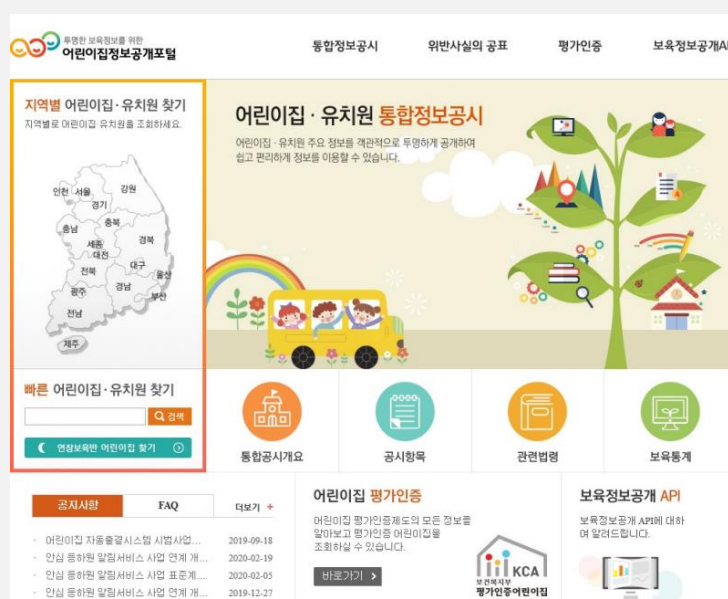 투명한 보육정보를 위한
어린이집정보공개포털
통합정보공시 위반사실의 공표 평가인증 보육정보공개AP
지역별 어린이집·유치원 찾기
지역별로 어린이집·유치원을 조회하세요.
인천 서울 강원
경기
충남 충북
세종 경북
대전
전북 대구
울산
광주 경남
부산
전남
제주
빠른 어린이집·유치원 찾기
검색
연장보육반 어린이집 찾기
어린이집 · 유치원 통합정보공시
어린이집 · 유치원 주요 정보를 객관적으로 투명하게 공개하여
쉽고 편리하게 정보를 이용할 수 있습니다.
통합공시개요 공시항목 관련법령 보육통계
공지사항 FAQ 더보기 +
· 어린이집 자동출결시스템 시범사업... 2019-09-18
· 안심 등하원 알림서비스 사업 연계 개... 2020-02-19
· 안심 등하원 알림서비스 사업 표준계... 2020-02-05
· 안심 등하원 알림서비스 사업 연계 개... 2019-12-27
어린이집 평가인증
어린이집 평가인증제도의 모든 정보를
알아보고 평가인증 어린이집을
조회하실 수 있습니다.
바로가기 >
KCA
보건복지부
평가인증어린이집
보육정보공개 API
보육정보공개 API에 대하
여 알려드립니다.